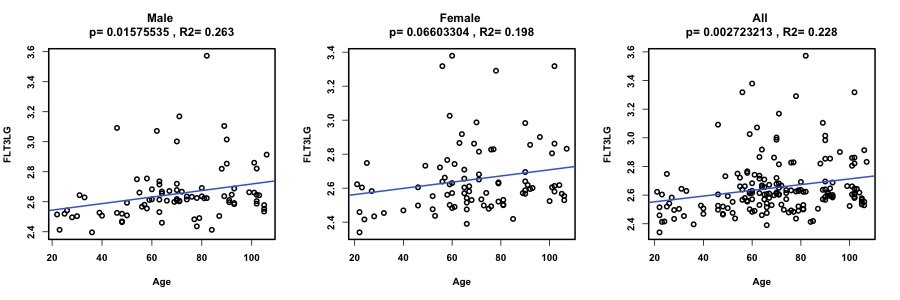 Male
p= 0.01575535 , R2= 0.263
FLT3LG
3.6
3.4
3.2
3.0
2.8
2.6
2.4
20 40 60 80 100
Age
Female
p= 0.06603304 , R2= 0.198
FLT3LG
3.4
3.2
3.0
2.8
2.6
2.4
20 40 60 80 100
Age
All
p= 0.002723213 , R2= 0.228
FLT3LG
3.6
3.4
3.2
3.0
2.8
2.6
2.4
20 40 60 80 100
Age